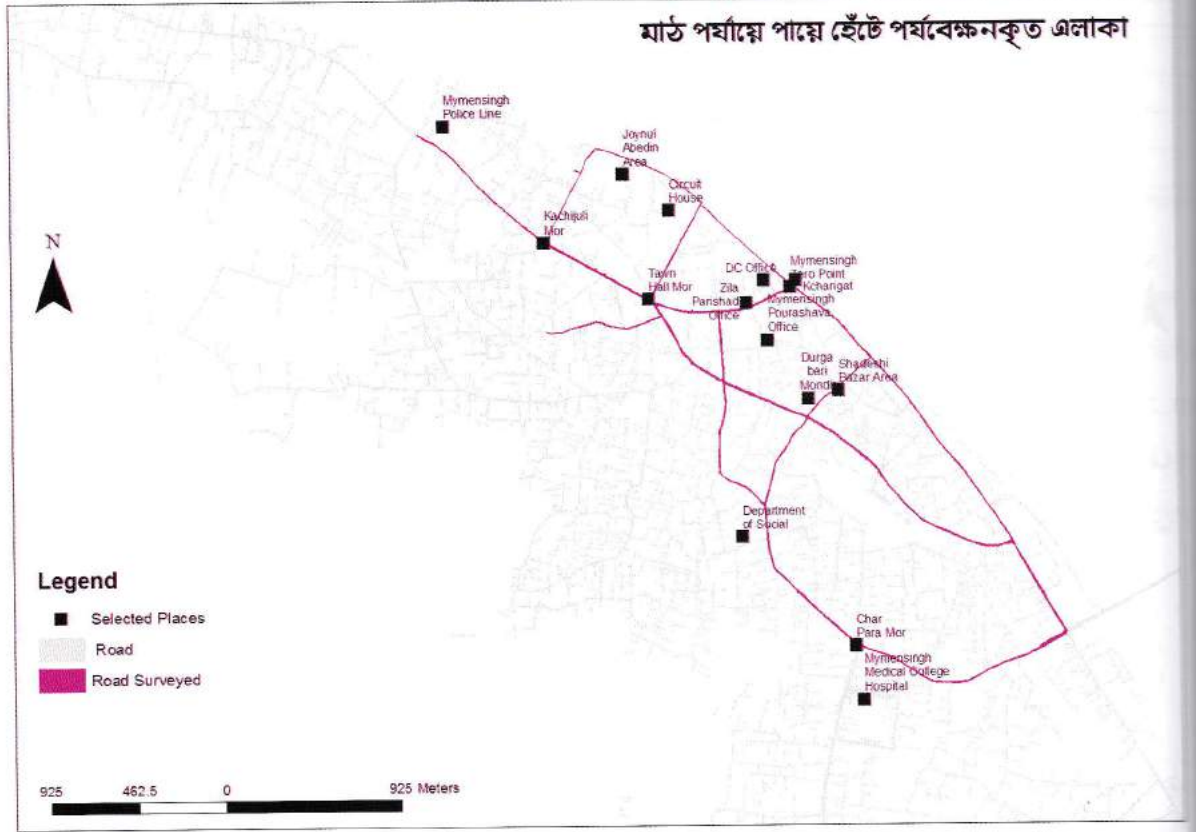 মাঠ পর্যায়ে পায়ে হেঁটে পর্যবেক্ষনকৃত এলাকা
Mymensingh
Police Line
Joynul
Abedin
Area
Circuit
House
Kachijuli
Mor
N
Town
Hall Mor
DC Office
Mymensingh
Zero Point
Kchangat
Zila
Parishad
Office
Mymensingh
Pourashava
Office
Durga
bari
Mondir
Shadeshi
Bazar Area
Department
of Social
Char
Para Mor
Mymensingh
Medical College
Hospital
Legend
Selected Places
Road
Road Surveyed
925 462.5 0 925 Meters